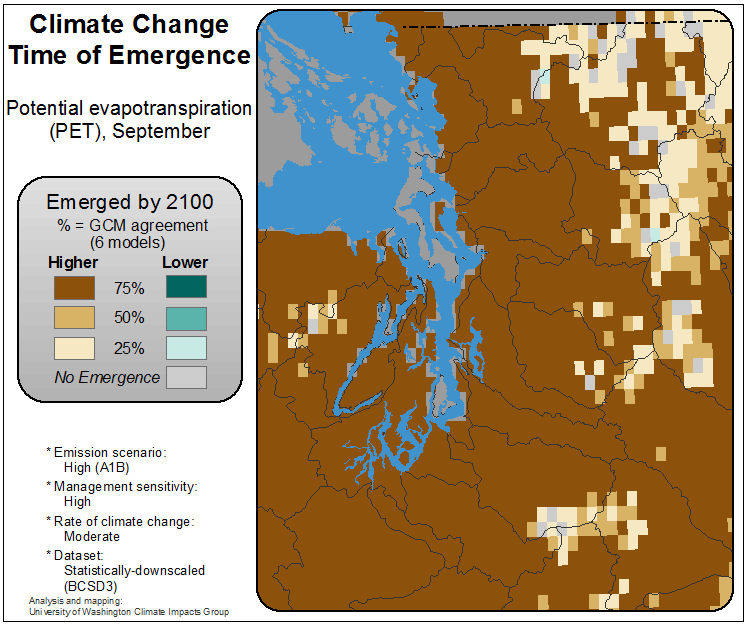 Climate Change
Time of Emergence
Potential evapotranspiration
(PET), September
Emerged by 2100
% = GCM agreement
(6 models)
Higher Lower
75%
50%
25%
No Emergence
* Emission scenario:
High (A1B)
* Management sensitivity:
High
* Rate of climate change:
Moderate
* Dataset:
Statistically-downscaled
(BCSD3)
Analysis and mapping:
University of Washington Climate Impacts Group